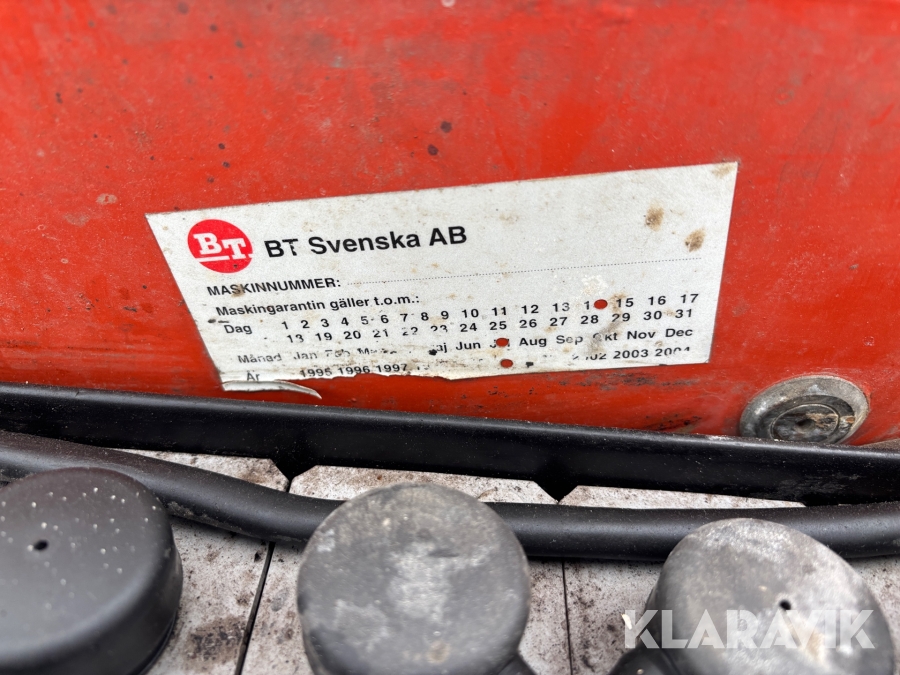 BT BT Svenska AB
MASKINNUMMER:
Maskingarantin gäller t.o.m.:
Dag 1 2 3 4 5 6 7 8 9 10 11 12 13 15 16 17
19 20 21 22 23 24 25 26 27 28 29 30 31
Månad Jan Feb Jun Aug Sep Okt Nov Dec
År 1995 1996 1997 2003 2004
KLARAVIK